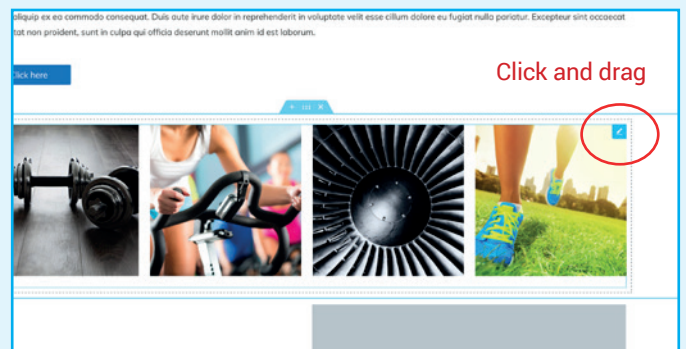 aliquip ex ea commodo consequat. Duis aute irure dolor in reprehenderit in voluptate velit esse cillum dolore eu fugiat nulla pariatur. Excepteur sint occaecat
tat non proident, sunt in culpa qui officia deserunt mollit anim id est laborum.
Click here
Click and drag